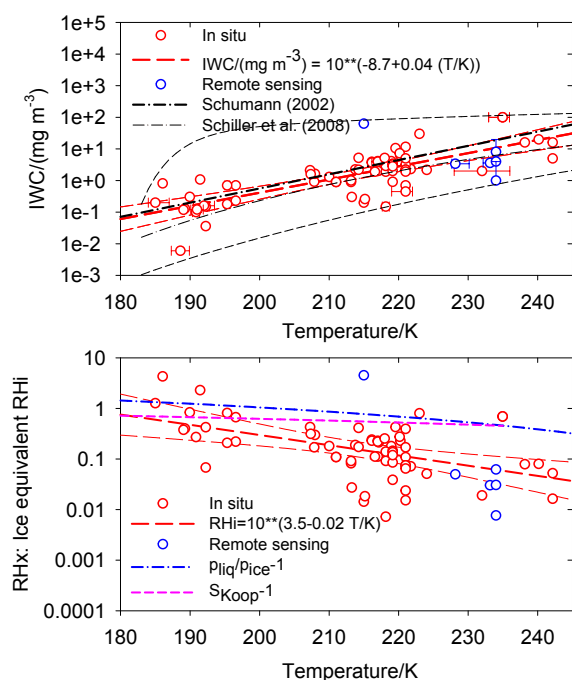 1e+5
1e+4
1e+3
1e+2
1e+1
1e+0
1e-1
1e-2
1e-3
IWC/(mg m⁻³)
In situ
IWC/(mg m⁻³) = 10**(-8.7+0.04 (T/K))
Remote sensing
Schumann (2002)
Schiller et al. (2008)
180 190 200 210 220 230 240
Temperature/K
10
1
0.1
0.01
0.001
0.0001
RHx: Ice equivalent RHi
In situ
RHi=10**(3.5-0.02 T/K)
Remote sensing
p_liq/p_ice-1
S_Koop-1
180 190 200 210 220 230 240
Temperature/K